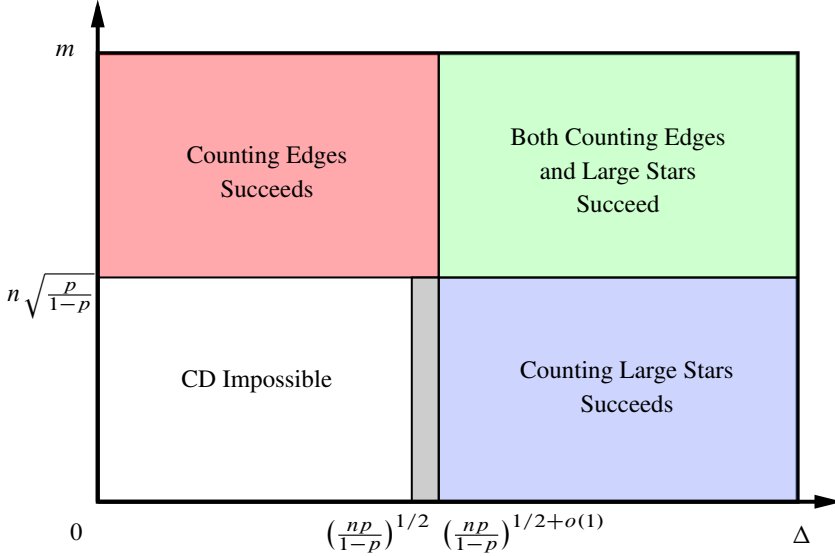 m
Counting Edges
Succeeds
Both Counting Edges
and Large Stars
Succeed
n√(p/(1−p))
CD Impossible
Counting Large Stars
Succeeds
0
(np/(1−p))^{1/2}
(np/(1−p))^{1/2+o(1)}
Δ